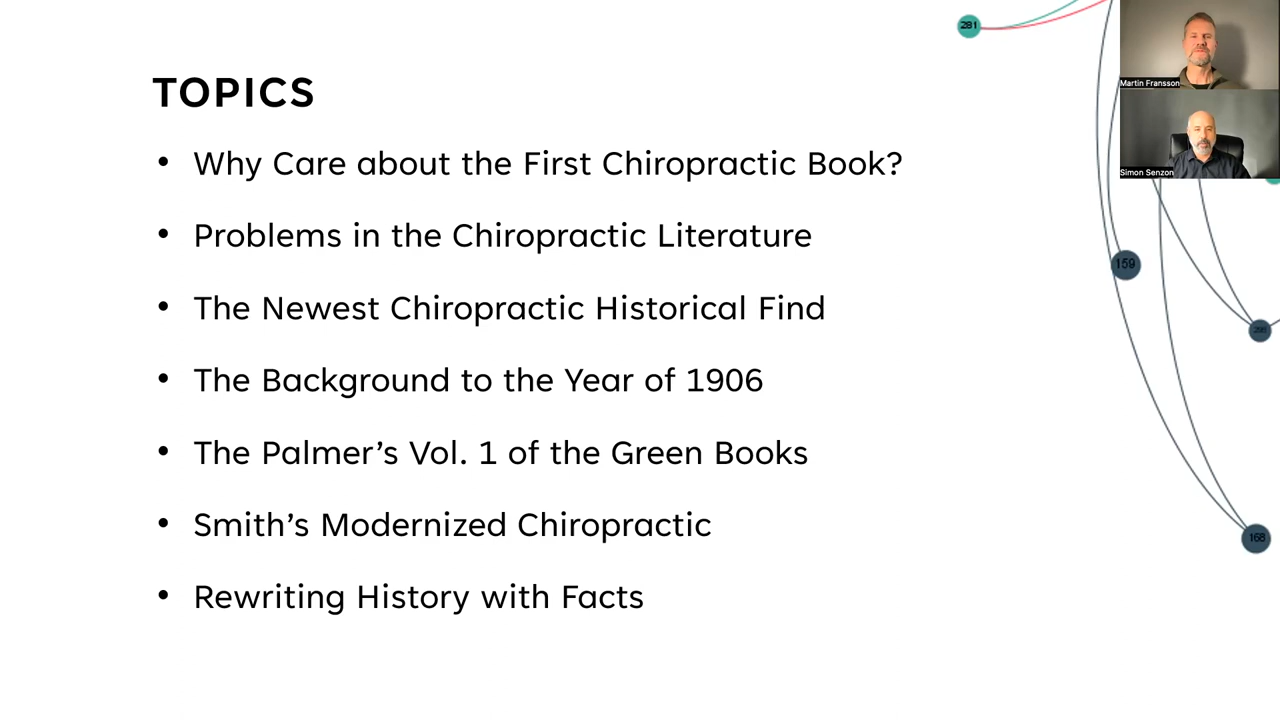 281
Martin Fransson
TOPICS
• Why Care about the First Chiropractic Book?
Simon Senzon
• Problems in the Chiropractic Literature
159
• The Newest Chiropractic Historical Find
• The Background to the Year of 1906
• The Palmer’s Vol. 1 of the Green Books
• Smith’s Modernized Chiropractic
168
• Rewriting History with Facts